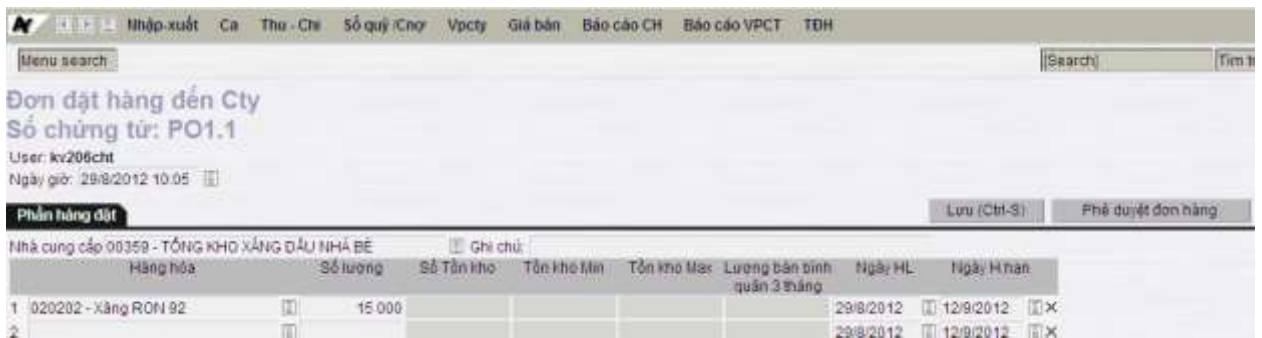 Nhập-xuất Ca Thu - Chi Sổ quỹ /Cnợ Vpcty Giá bán Báo cáo CH Báo cáo VPCT TĐH
Menu search [Search] Tìm
Đơn đặt hàng đến Cty
Số chứng từ: PO1.1
User: kv206cht
Ngày giờ: 29/8/2012 10:05
Phần hàng đặt Lưu (Ctrl-S) Phê duyệt đơn hàng
Nhà cung cấp 00359 - TỔNG KHO XĂNG DẦU NHÀ BÈ Ghi chú:
Hàng hóa Số lượng Số Tồn kho Tồn kho Min Tồn kho Max Lượng bán bình quân 3 tháng Ngày HL Ngày H.hạn
1 020202 - Xăng RON 92 15 000 29/8/2012 12/9/2012 X
2 29/8/2012 12/9/2012 X